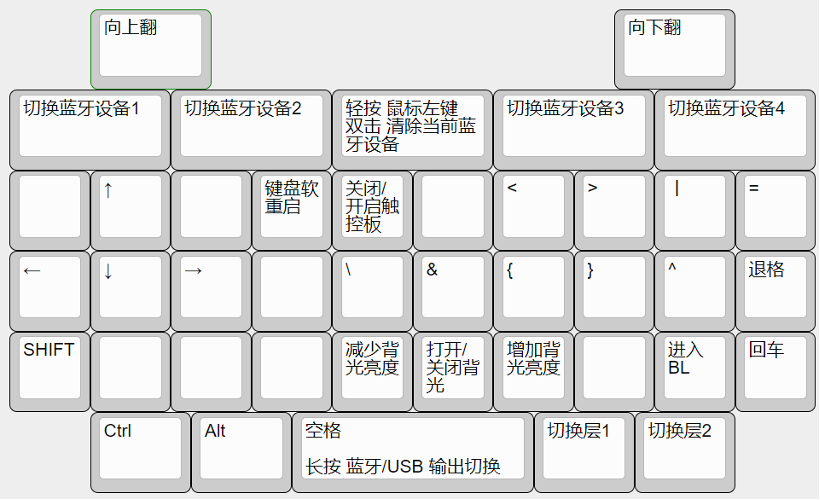 向上翻
向下翻
切换蓝牙设备1
切换蓝牙设备2
轻按 鼠标左键
双击 清除当前蓝
牙设备
切换蓝牙设备3
切换蓝牙设备4
↑
键盘软
重启
关闭/
开启触
控板
<
>
|
=
←
↓
→
\
&
{
}
^
退格
SHIFT
减少背
光亮度
打开/
关闭背
光
增加背
光亮度
进入
BL
回车
Ctrl
Alt
空格
长按 蓝牙/USB 输出切换
切换层1
切换层2